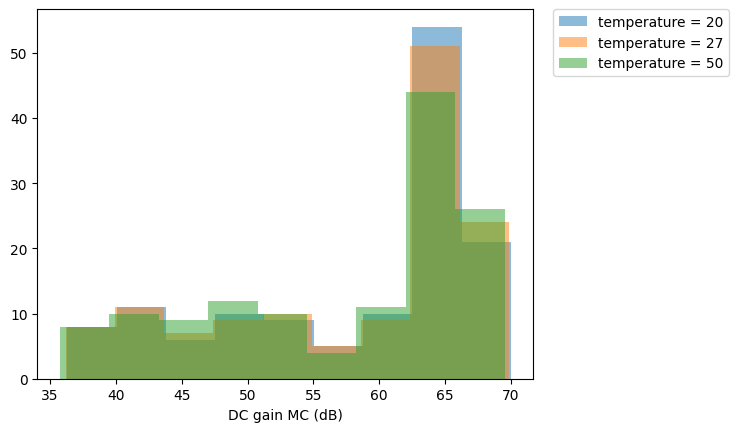 temperature = 20
temperature = 27
temperature = 50
50
40
30
20
10
0
35 40 45 50 55 60 65 70
DC gain MC (dB)